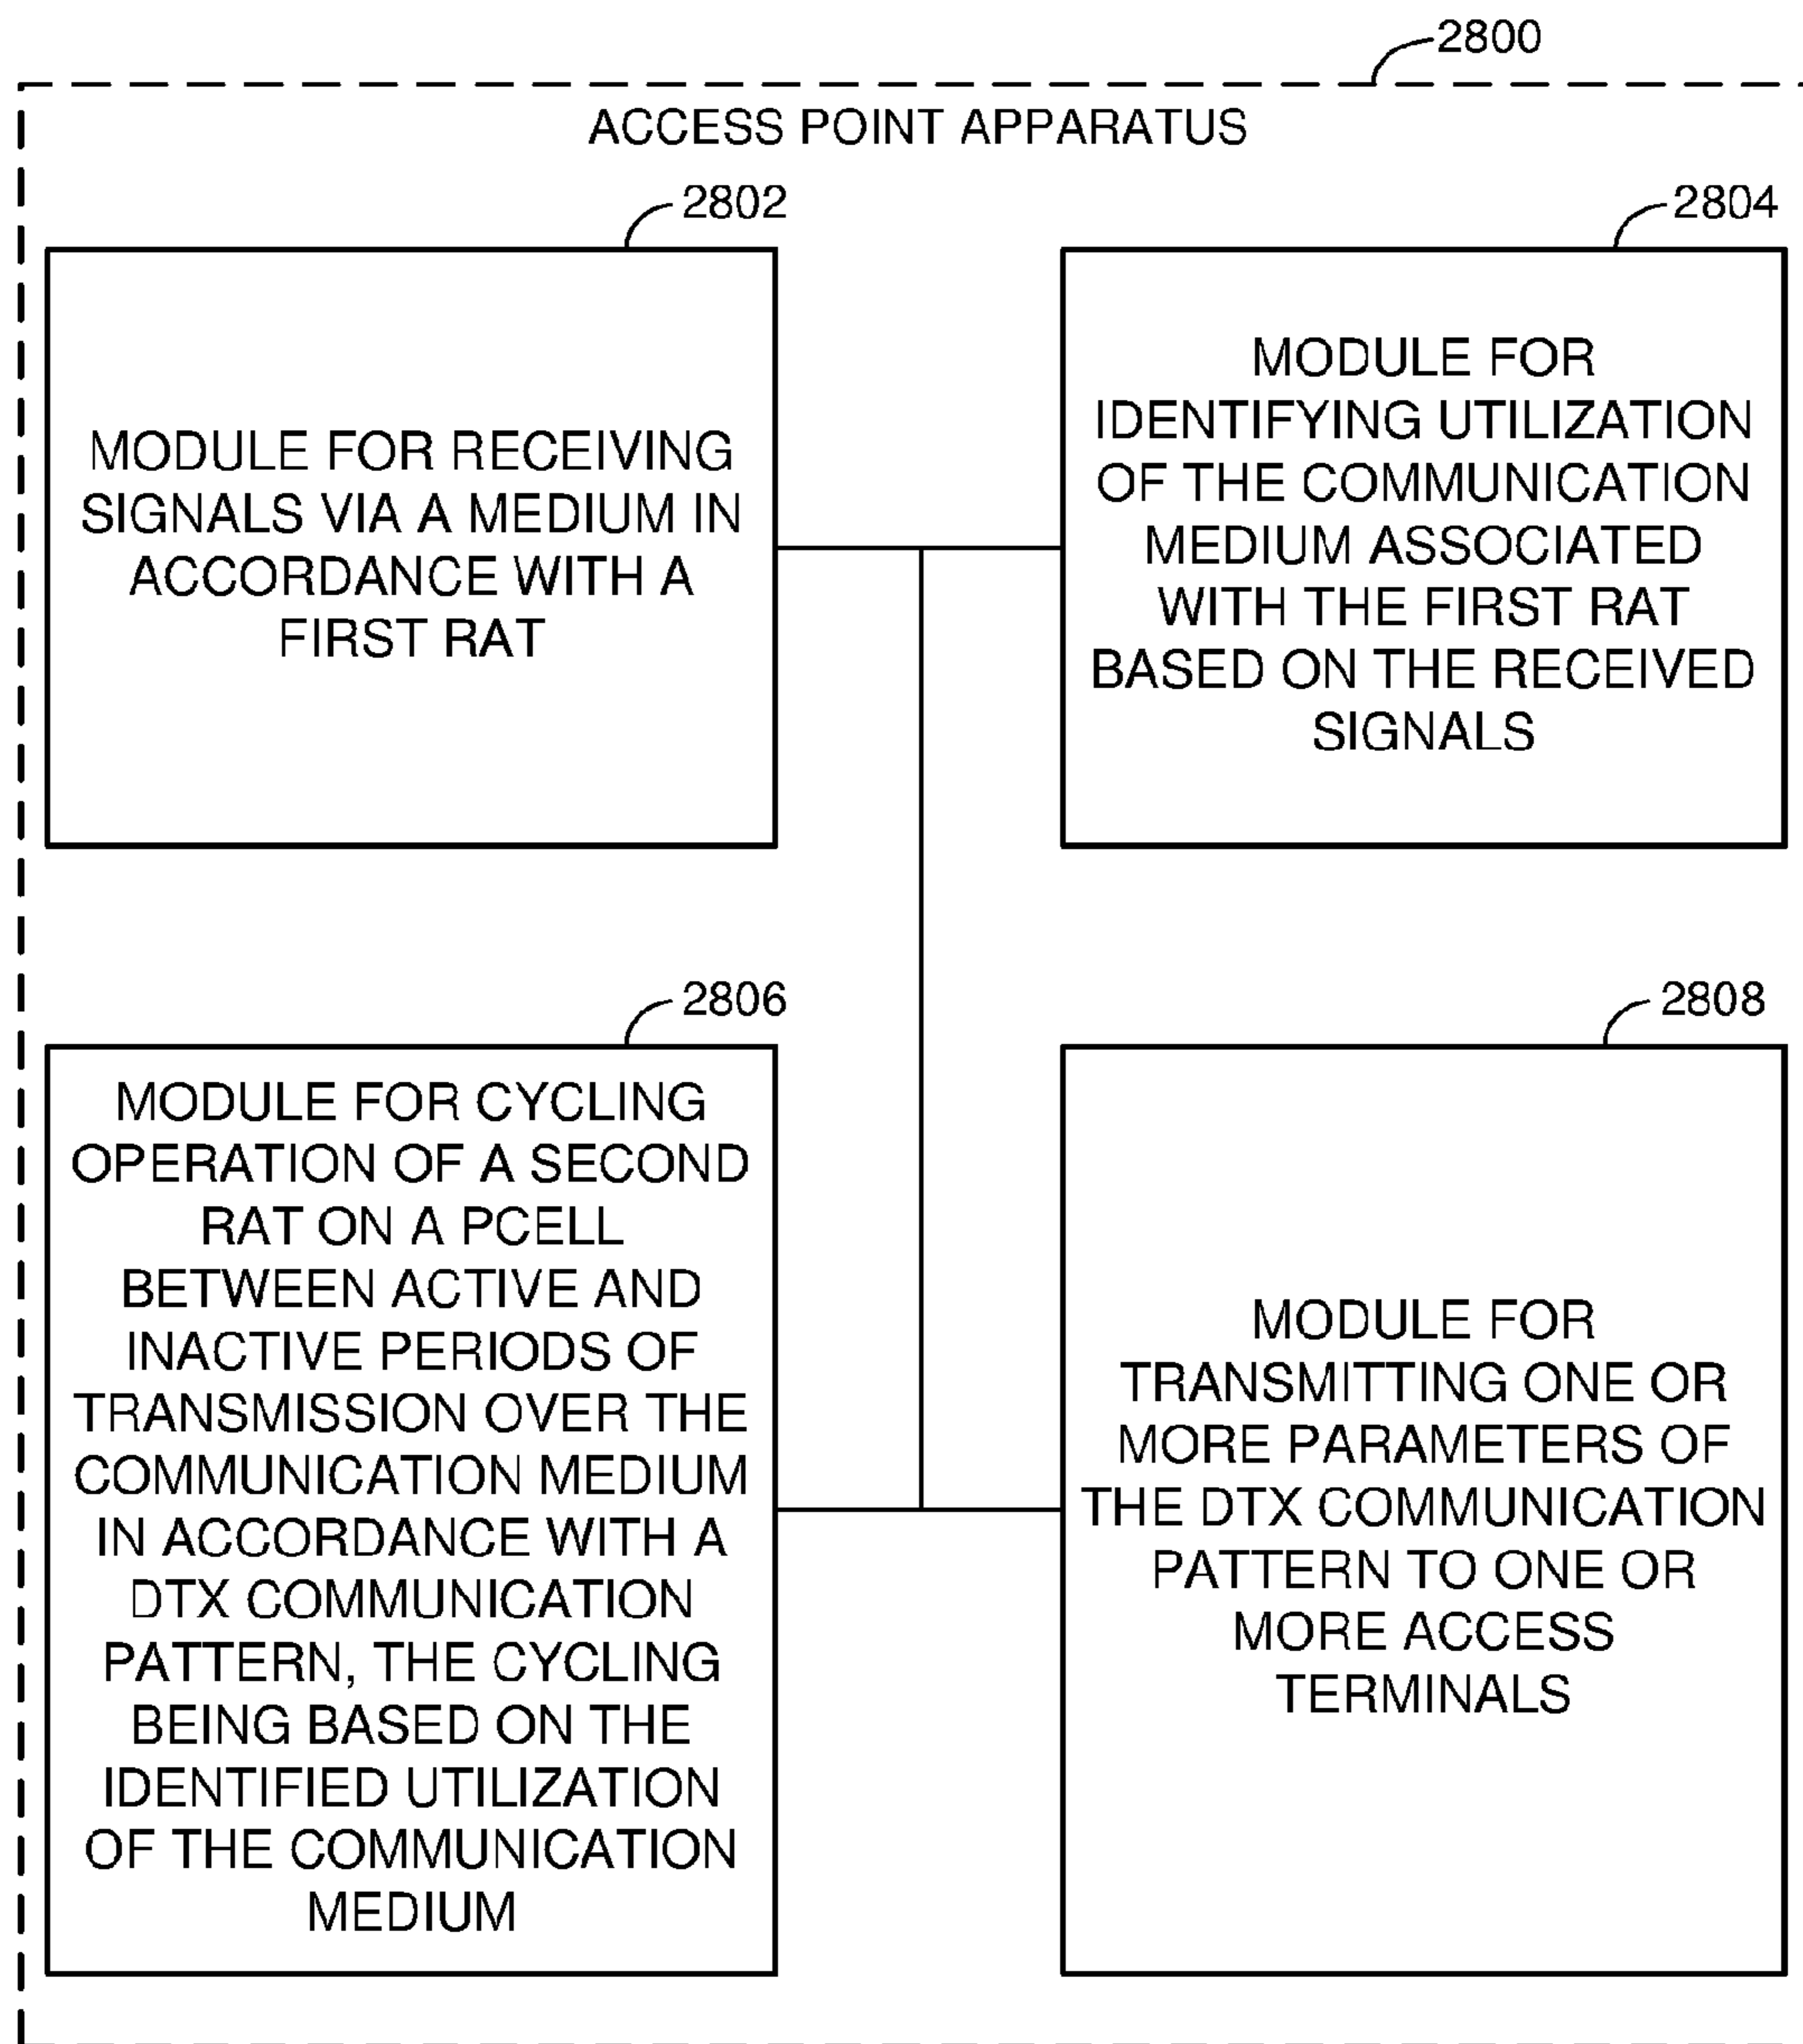 2800
ACCESS POINT APPARATUS
2802
MODULE FOR RECEIVING
SIGNALS VIA A MEDIUM IN
ACCORDANCE WITH A
FIRST RAT
2804
MODULE FOR
IDENTIFYING UTILIZATION
OF THE COMMUNICATION
MEDIUM ASSOCIATED
WITH THE FIRST RAT
BASED ON THE RECEIVED
SIGNALS
2806
MODULE FOR CYCLING
OPERATION OF A SECOND
RAT ON A PCELL
BETWEEN ACTIVE AND
INACTIVE PERIODS OF
TRANSMISSION OVER THE
COMMUNICATION MEDIUM
IN ACCORDANCE WITH A
DTX COMMUNICATION
PATTERN, THE CYCLING
BEING BASED ON THE
IDENTIFIED UTILIZATION
OF THE COMMUNICATION
MEDIUM
2808
MODULE FOR
TRANSMITTING ONE OR
MORE PARAMETERS OF
THE DTX COMMUNICATION
PATTERN TO ONE OR
MORE ACCESS
TERMINALS